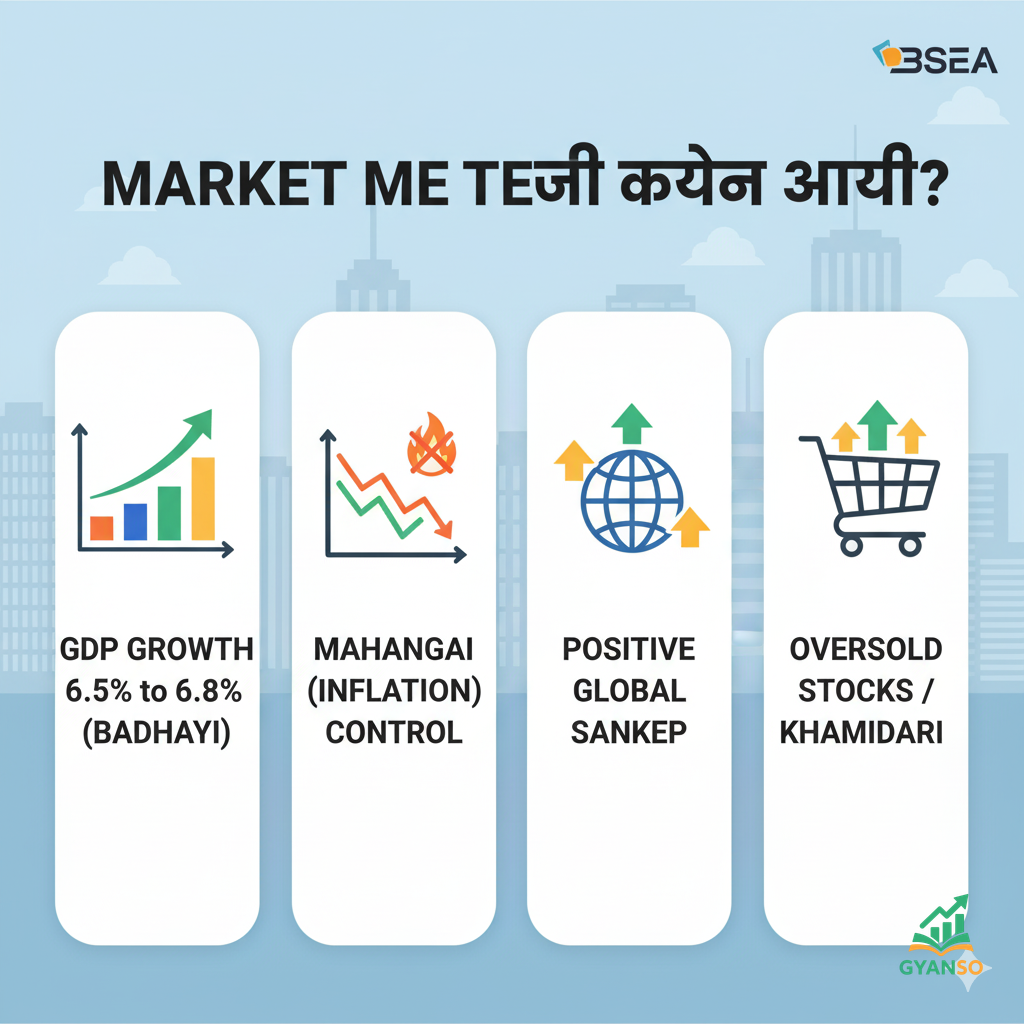 BSEA
MARKET ME TEजी कयेन आयी?
GDP GROWTH
6.5% to 6.8%
(BADHAYI)
MAHANGAI
(INFLATION)
CONTROL
POSITIVE
GLOBAL
SANKEP
OVERSOLD
STOCKS /
KHAMIDARI
GYANSO